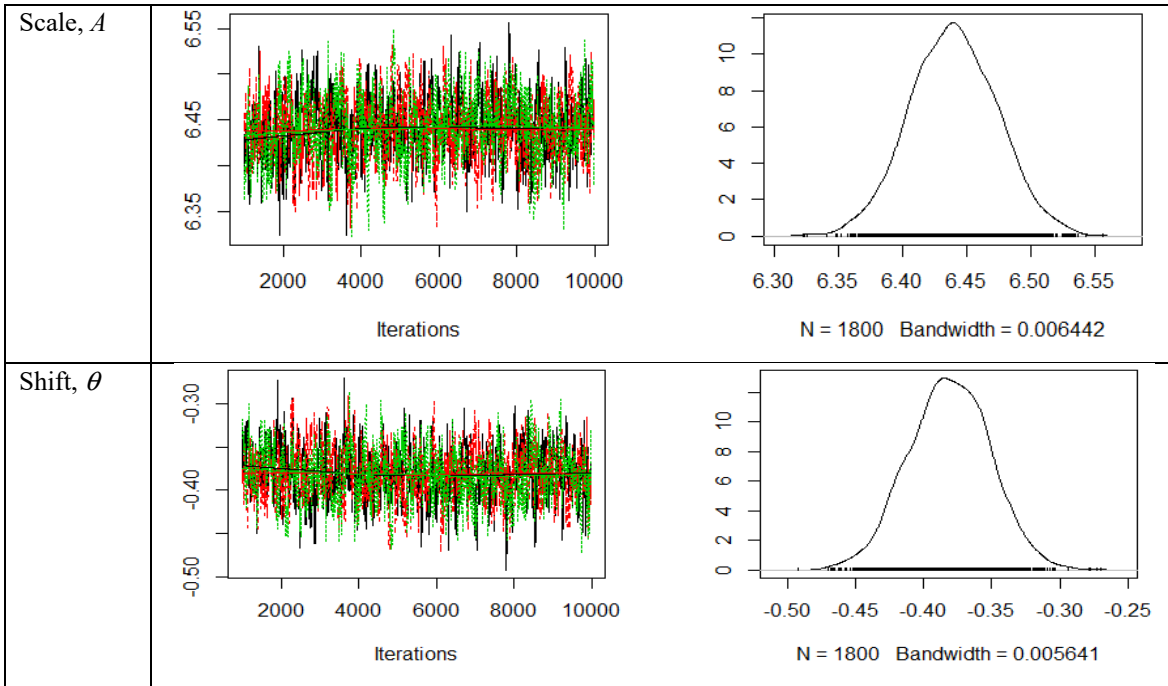 Scale, A
6.55
6.45
6.35
2000 4000 6000 8000 10000
Iterations
10
8
6
4
2
0
6.30 6.35 6.40 6.45 6.50 6.55
N = 1800 Bandwidth = 0.006442
Shift, θ
-0.30
-0.40
-0.50
2000 4000 6000 8000 10000
Iterations
10
8
6
4
2
0
-0.50 -0.45 -0.40 -0.35 -0.30 -0.25
N = 1800 Bandwidth = 0.005641